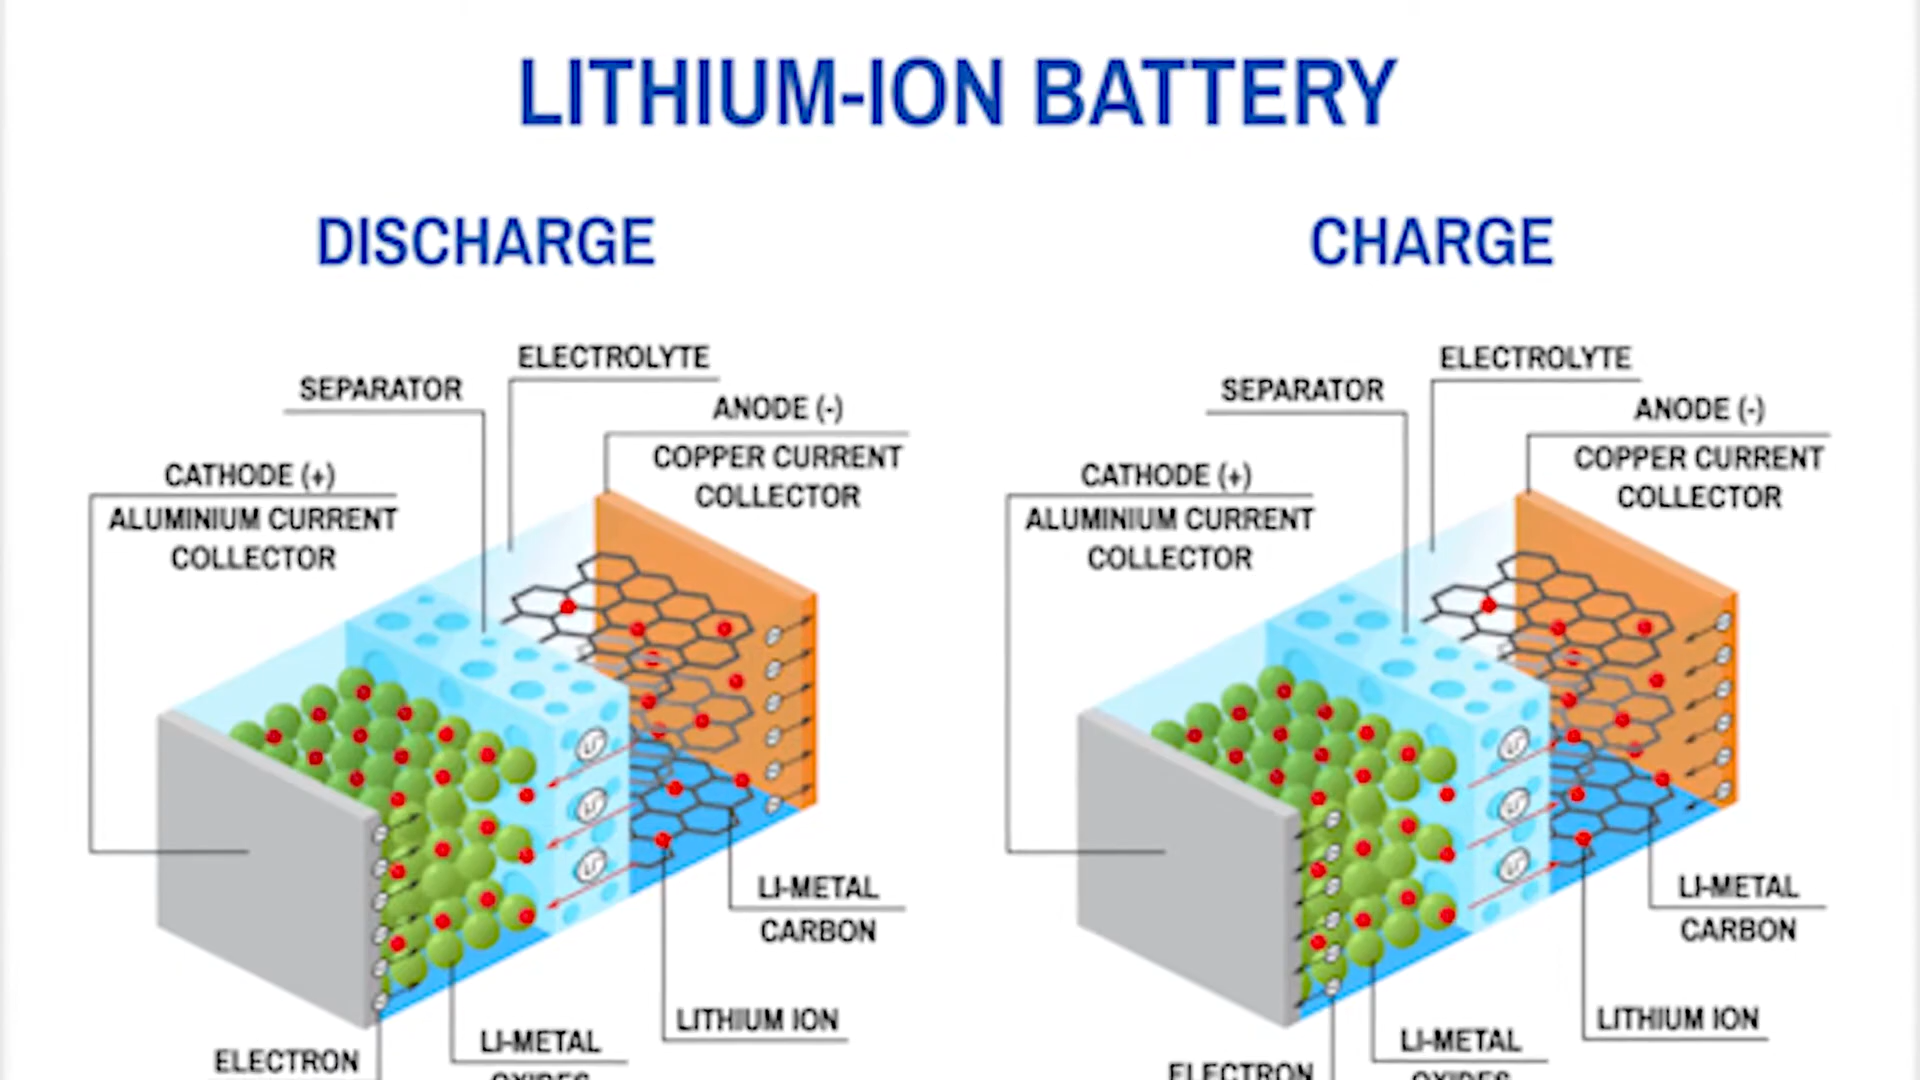 LITHIUM-ION BATTERY
DISCHARGE
ELECTROLYTE
SEPARATOR
ANODE (-)
COPPER CURRENT
COLLECTOR
CATHODE (+)
ALUMINIUM CURRENT
COLLECTOR
LI-METAL
CARBON
LITHIUM ION
LI-METAL
OXIDES
ELECTRON
CHARGE
ELECTROLYTE
SEPARATOR
ANODE (-)
COPPER CURRENT
COLLECTOR
CATHODE (+)
ALUMINIUM CURRENT
COLLECTOR
LI-METAL
CARBON
LITHIUM ION
LI-METAL
OXIDES
ELECTRON